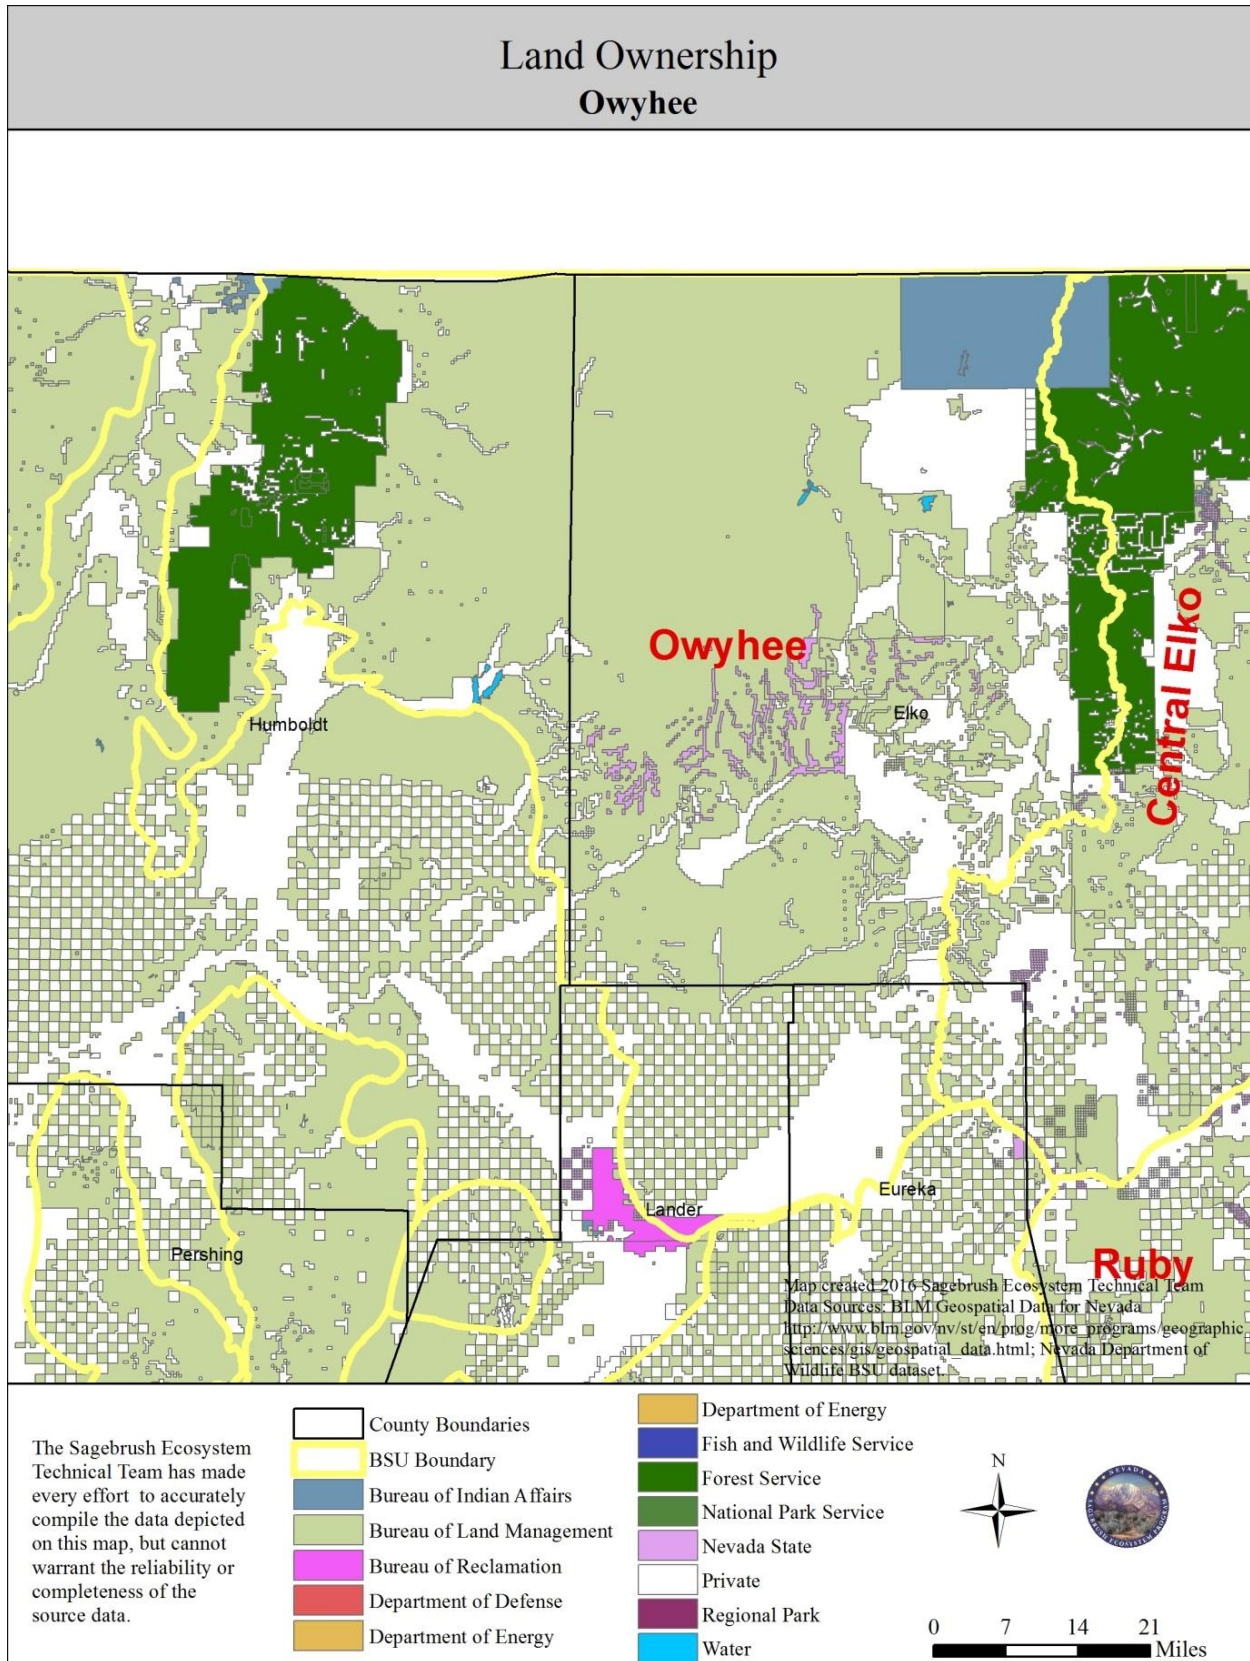 Land Ownership
Owyhee
Owyhee
Humboldt
Elko
Central Elko
Lander
Eureka
Pershing
Ruby
Map created 2016 Sagebrush Ecosystem Technical Team
Data Sources: BLM Geospatial Data for Nevada
http://www.blm.gov/nv/st/en/prog/more_programs/geographic_
sciences/gis/geospatial_data.html; Nevada Department of
Wildlife BSU dataset.
The Sagebrush Ecosystem
Technical Team has made
every effort to accurately
compile the data depicted
on this map, but cannot
warrant the reliability or
completeness of the
source data.
County Boundaries
BSU Boundary
Bureau of Indian Affairs
Bureau of Land Management
Bureau of Reclamation
Department of Defense
Department of Energy
Department of Energy
Fish and Wildlife Service
Forest Service
National Park Service
Nevada State
Private
Regional Park
Water
N
NEVADA
SAGEBRUSH ECOSYSTEM PROGRAM
0 7 14 21
Miles